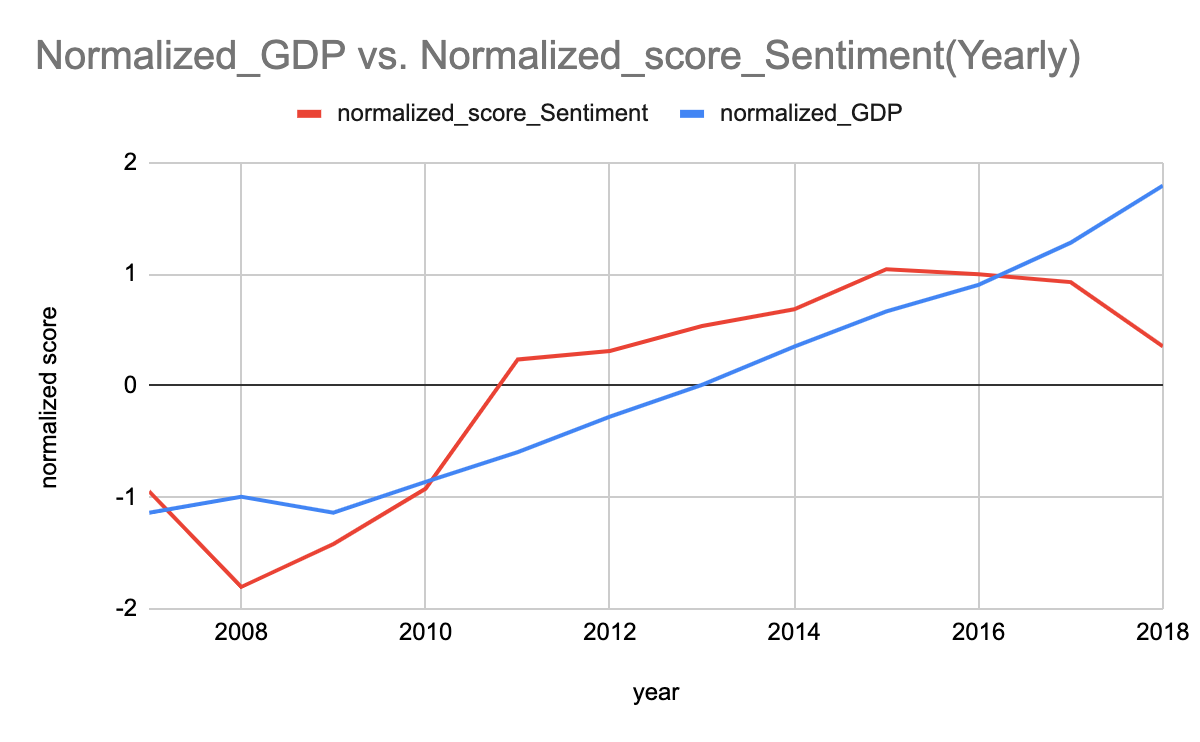 Normalized_GDP vs. Normalized_score_Sentiment(Yearly)
normalized_score_Sentiment
normalized_GDP
2
1
0
-1
-2
normalized score
2008
2010
2012
2014
2016
2018
year